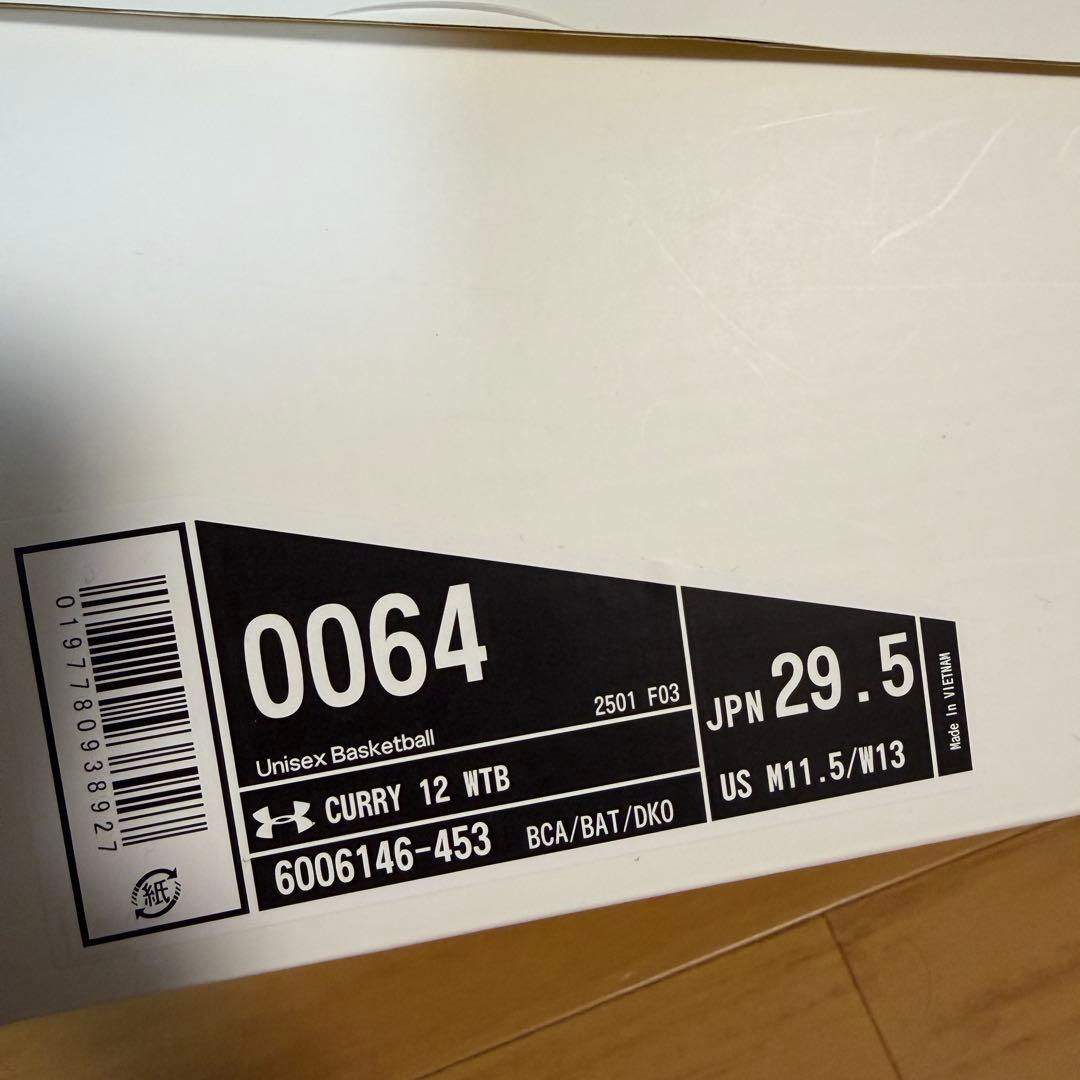 0197780938927
紙
0064
2501 F03
Unisex Basketball
CURRY 12 WTB
6006146-453 BCA/BAT/DKO
JPN 29.5
US M11.5/W13
Made In VIETNAM